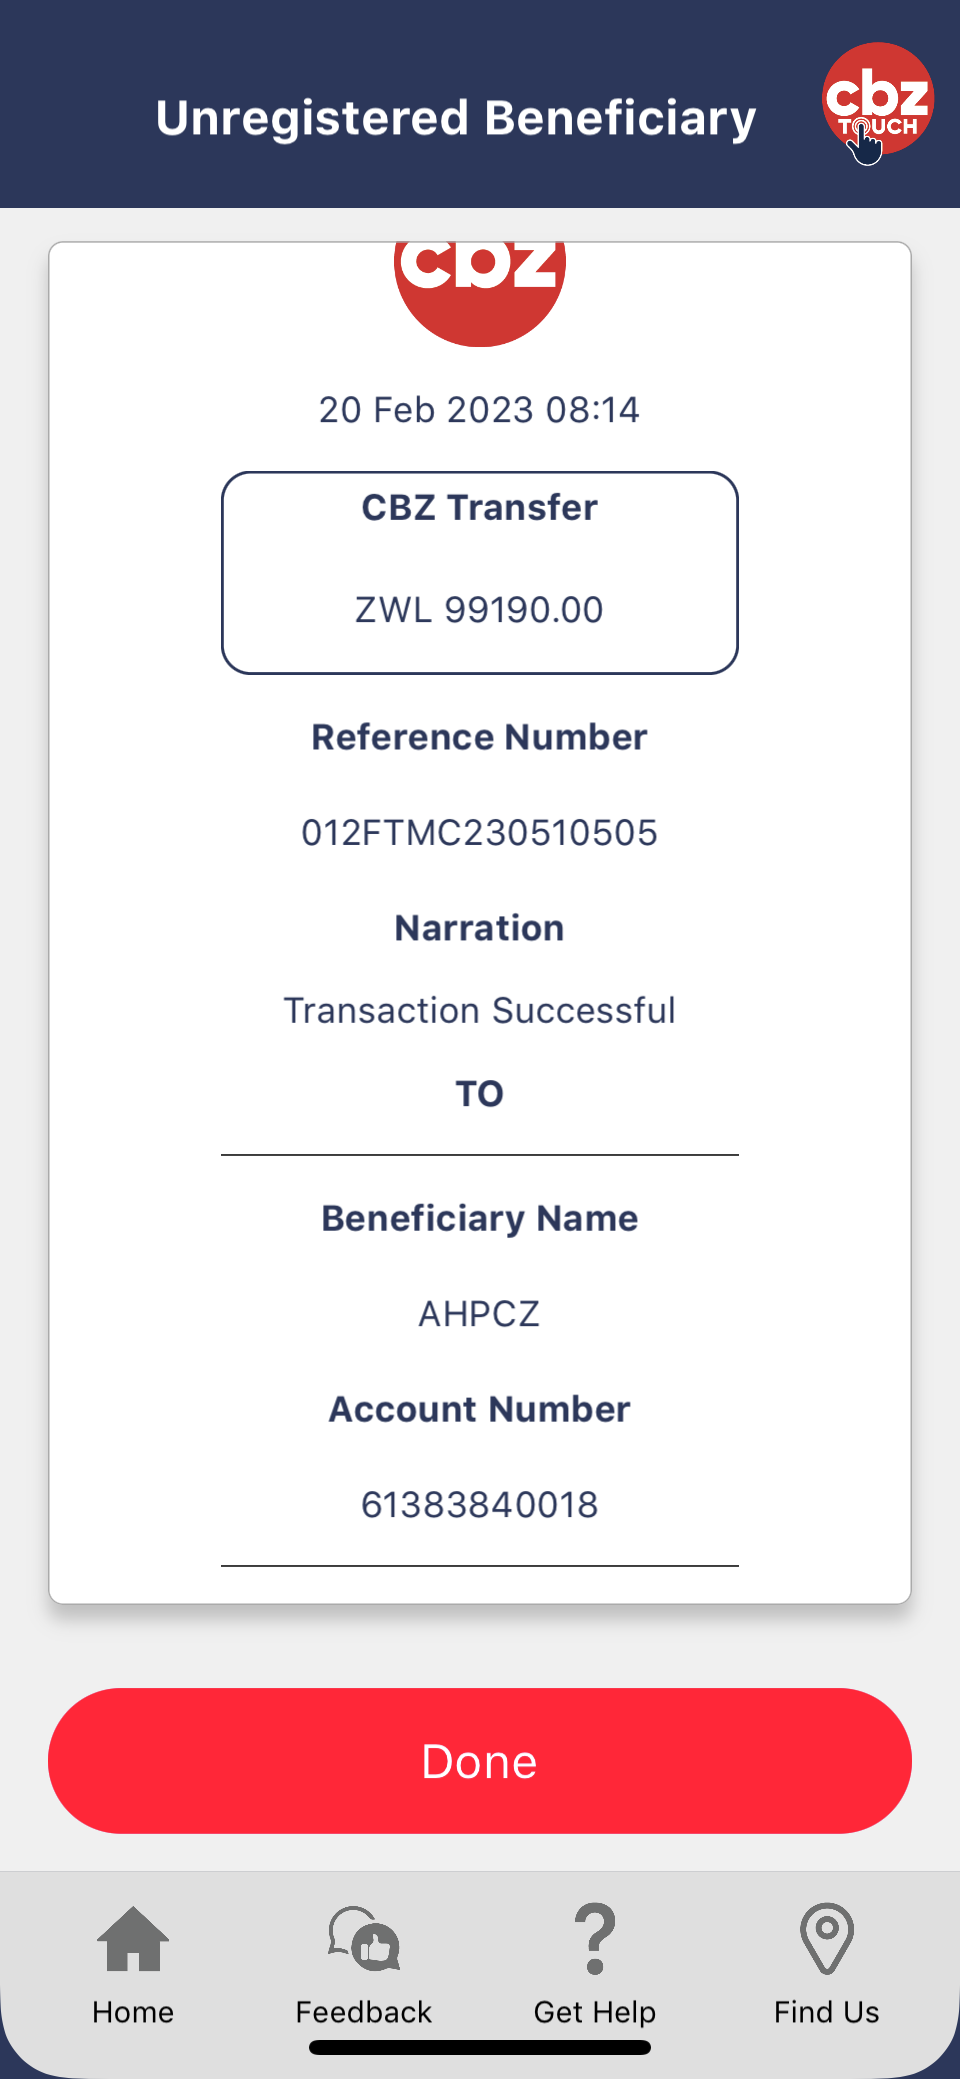 Unregistered Beneficiary
cbz
TOUCH
cbz
20 Feb 2023 08:14
CBZ Transfer
ZWL 99190.00
Reference Number
012FTMC230510505
Narration
Transaction Successful
TO
Beneficiary Name
AHPCZ
Account Number
61383840018
Done
Home
Feedback
Get Help
Find Us